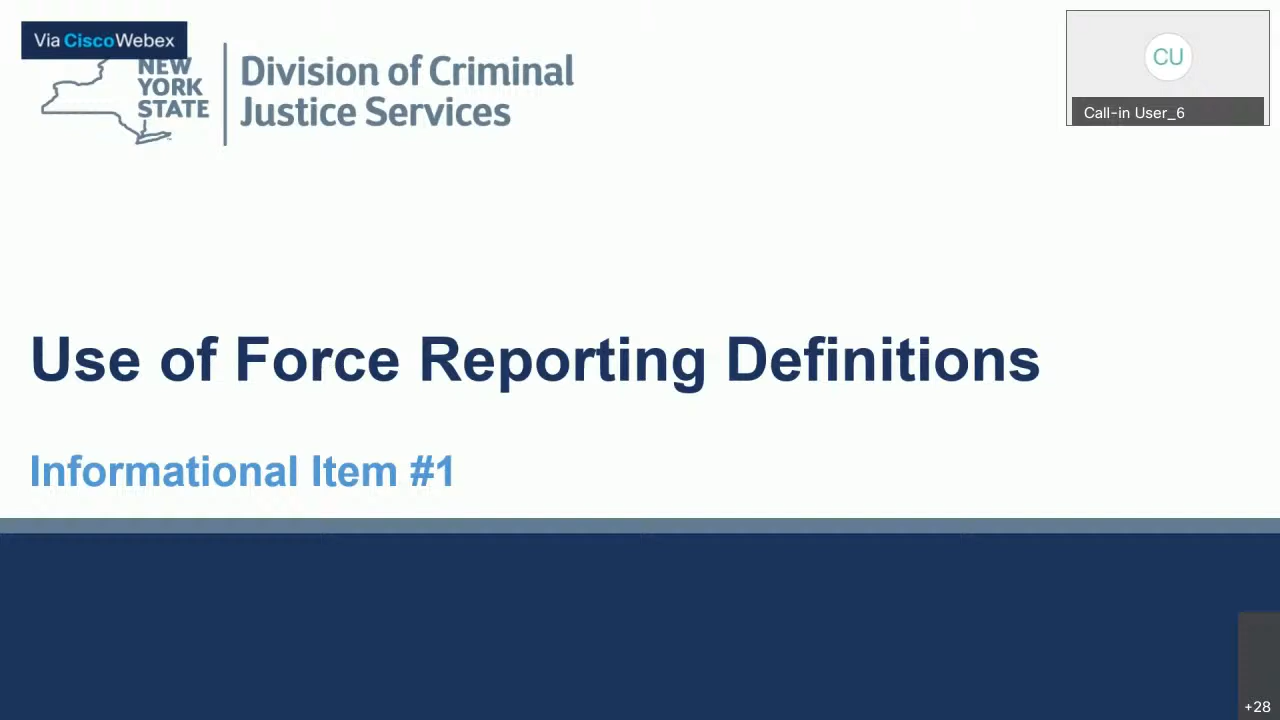 Via CiscoWebex
NEW
YORK
STATE
Division of Criminal
Justice Services
CU
Call-in User_6
Use of Force Reporting Definitions
Informational Item #1
+28